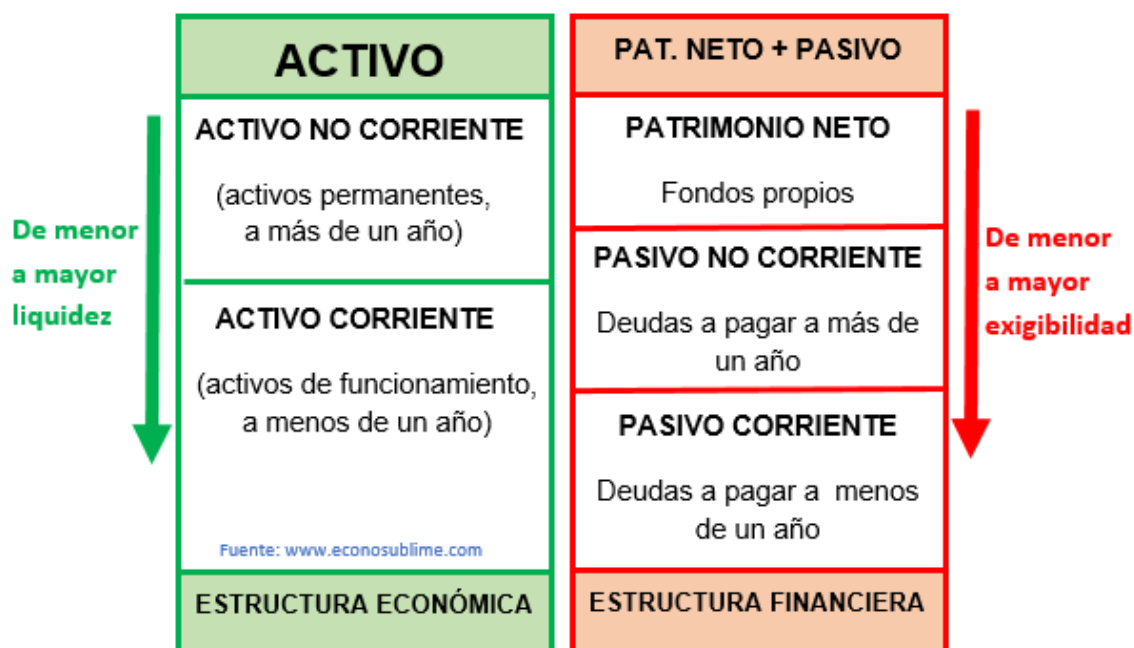 ACTIVO
ACTIVO NO CORRIENTE
(activos permanentes,
a más de un año)
De menor
a mayor
liquidez
ACTIVO CORRIENTE
(activos de funcionamiento,
a menos de un año)
Fuente: www.econosublime.com
ESTRUCTURA ECONÓMICA
PAT. NETO + PASIVO
PATRIMONIO NETO
Fondos propios
PASIVO NO CORRIENTE
Deudas a pagar a más de
un año
De menor
a mayor
exigibilidad
PASIVO CORRIENTE
Deudas a pagar a menos
de un año
ESTRUCTURA FINANCIERA